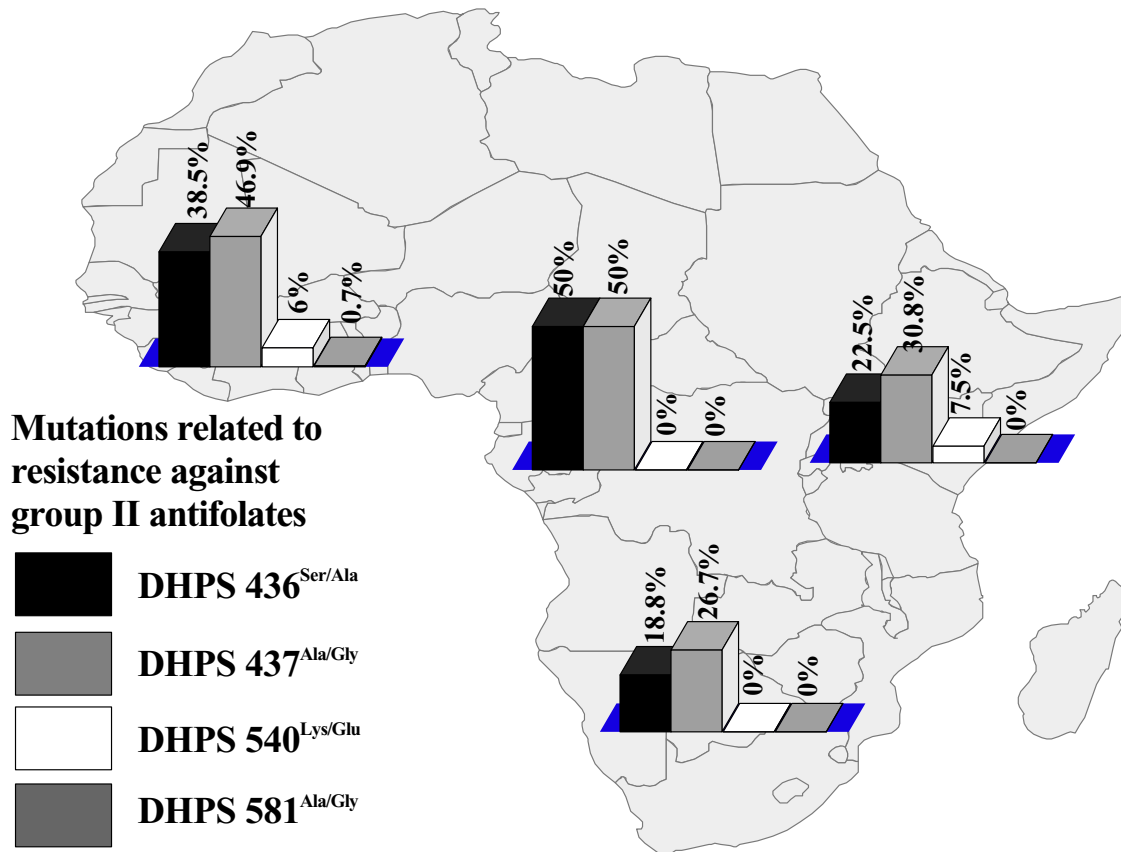 38.5%
46.9%
6%
0.7%
50%
50%
0%
0%
22.5%
30.8%
7.5%
0%
18.8%
26.7%
0%
0%
Mutations related to
resistance against
group II antifolates
DHPS 436Ser/Ala
DHPS 437Ala/Gly
DHPS 540Lys/Glu
DHPS 581Ala/Gly